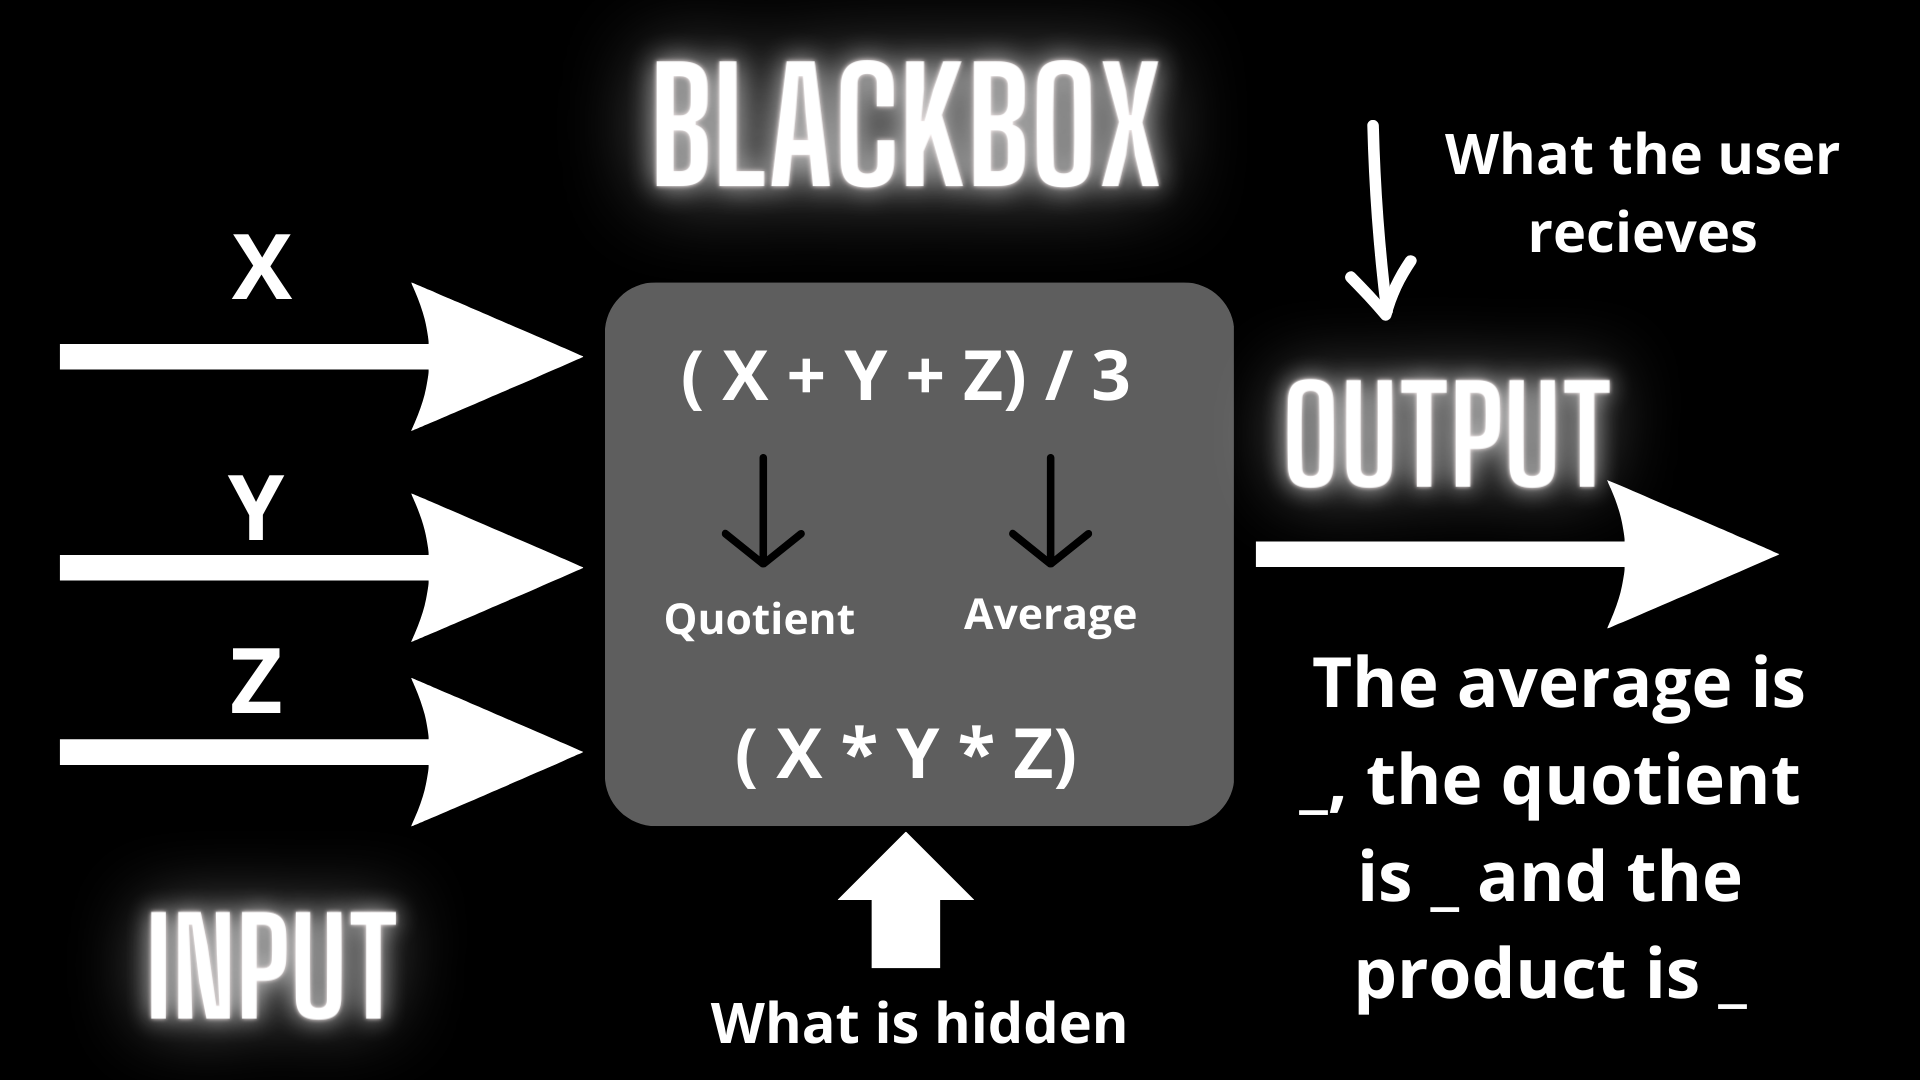 BLACKBOX
What the user
recieves
X
Y
Z
INPUT
( X + Y + Z) / 3
Quotient
Average
( X * Y * Z)
What is hidden
OUTPUT
The average is
_, the quotient
is _ and the
product is _